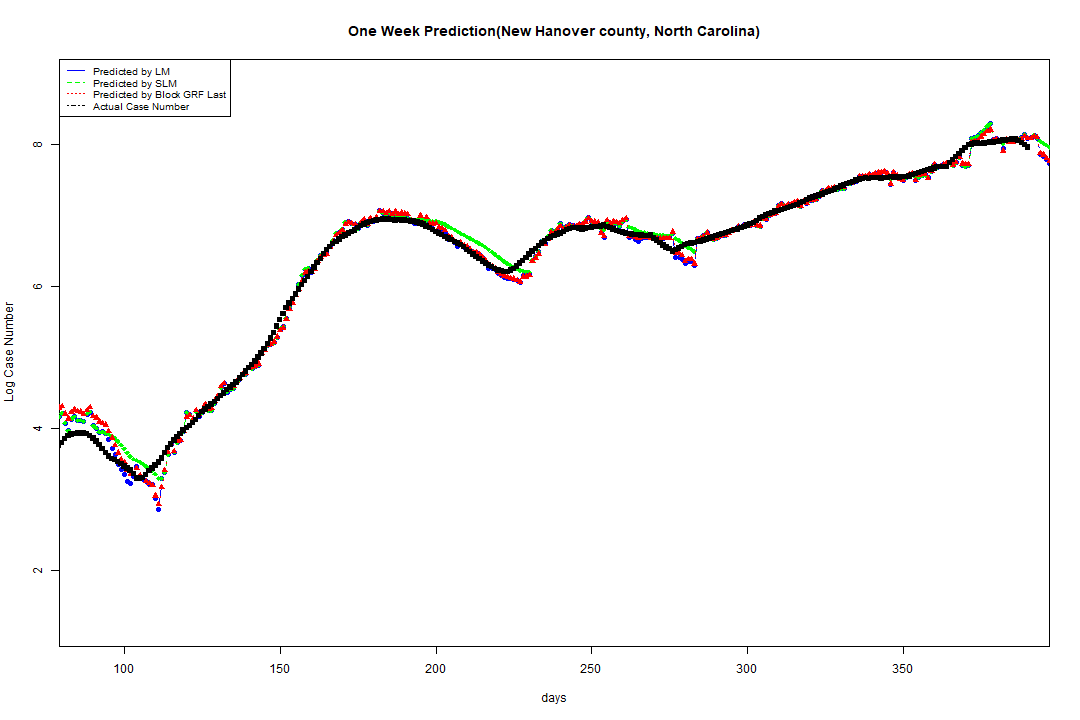 One Week Prediction(New Hanover county, North Carolina)
Predicted by LM
Predicted by SLM
Predicted by Block GRF Last
Actual Case Number
Log Case Number
8
6
4
2
100 150 200 250 300 350
days